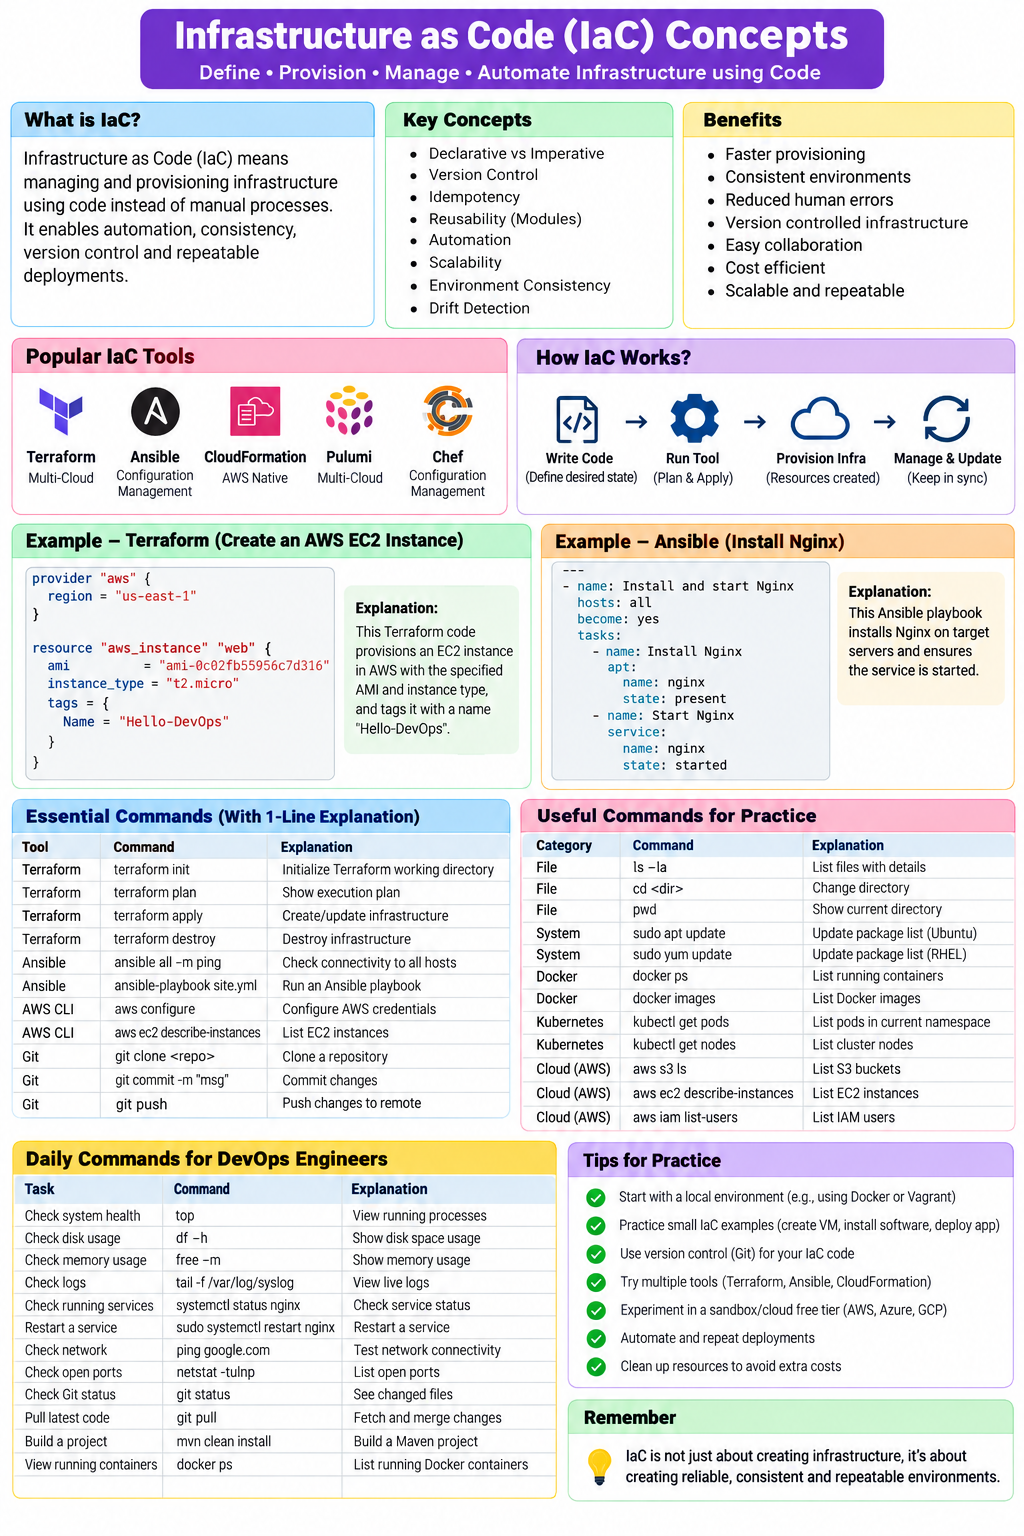 Infrastructure as Code (IaC) Concepts
Define • Provision • Manage • Automate Infrastructure using Code
What is IaC?
Infrastructure as Code (IaC) means
managing and provisioning infrastructure
using code instead of manual processes.
It enables automation, consistency,
version control and repeatable
deployments.
Key Concepts
• Declarative vs Imperative
• Version Control
• Idempotency
• Reusability (Modules)
• Automation
• Scalability
• Environment Consistency
• Drift Detection
Benefits
• Faster provisioning
• Consistent environments
• Reduced human errors
• Version controlled infrastructure
• Easy collaboration
• Cost efficient
• Scalable and repeatable
Popular IaC Tools
Terraform
Multi-Cloud
Ansible
Configuration
Management
CloudFormation
AWS Native
Pulumi
Multi-Cloud
Chef
Configuration
Management
How IaC Works?
Write Code
(Define desired state)
Run Tool
(Plan & Apply)
Provision Infra
(Resources created)
Manage & Update
(Keep in sync)
Example – Terraform (Create an AWS EC2 Instance)
provider "aws" {
  region = "us-east-1"
}
resource "aws_instance" "web" {
  ami          = "ami-0c02fb55956c7d316"
  instance_type = "t2.micro"
  tags = {
    Name = "Hello-DevOps"
  }
}
Explanation:
This Terraform code
provisions an EC2 instance
in AWS with the specified
AMI and instance type,
and tags it with a name
"Hello-DevOps".
Example – Ansible (Install Nginx)
---
- name: Install and start Nginx
  hosts: all
  become: yes
  tasks:
    - name: Install Nginx
      apt:
        name: nginx
        state: present
    - name: Start Nginx
      service:
        name: nginx
        state: started
Explanation:
This Ansible playbook
installs Nginx on target
servers and ensures
the service is started.
Essential Commands (With 1-Line Explanation)
Tool Command Explanation
Terraform terraform init Initialize Terraform working directory
Terraform terraform plan Show execution plan
Terraform terraform apply Create/update infrastructure
Terraform terraform destroy Destroy infrastructure
Ansible ansible all –m ping Check connectivity to all hosts
Ansible ansible-playbook site.yml Run an Ansible playbook
AWS CLI aws configure Configure AWS credentials
AWS CLI aws ec2 describe-instances List EC2 instances
Git git clone <repo> Clone a repository
Git git commit -m "msg" Commit changes
Git git push Push changes to remote
Useful Commands for Practice
Category Command Explanation
File ls –la List files with details
File cd <dir> Change directory
File pwd Show current directory
System sudo apt update Update package list (Ubuntu)
System sudo yum update Update package list (RHEL)
Docker docker ps List running containers
Docker docker images List Docker images
Kubernetes kubectl get pods List pods in current namespace
Kubernetes kubectl get nodes List cluster nodes
Cloud (AWS) aws s3 ls List S3 buckets
Cloud (AWS) aws ec2 describe-instances List EC2 instances
Cloud (AWS) aws iam list-users List IAM users
Daily Commands for DevOps Engineers
Task Command Explanation
Check system health top View running processes
Check disk usage df –h Show disk space usage
Check memory usage free –m Show memory usage
Check logs tail -f /var/log/syslog View live logs
Check running services systemctl status nginx Check service status
Restart a service sudo systemctl restart nginx Restart a service
Check network ping google.com Test network connectivity
Check open ports netstat -tulnp List open ports
Check Git status git status See changed files
Pull latest code git pull Fetch and merge changes
Build a project mvn clean install Build a Maven project
View running containers docker ps List running Docker containers
Tips for Practice
Start with a local environment (e.g., using Docker or Vagrant)
Practice small IaC examples (create VM, install software, deploy app)
Use version control (Git) for your IaC code
Try multiple tools (Terraform, Ansible, CloudFormation)
Experiment in a sandbox/cloud free tier (AWS, Azure, GCP)
Automate and repeat deployments
Clean up resources to avoid extra costs
Remember
IaC is not just about creating infrastructure, it's about
creating reliable, consistent and repeatable environments.